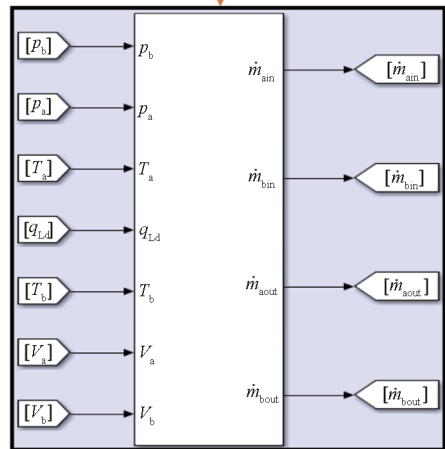 [p_b] p_b
[p_a] p_a
[T_a] T_a
[q_Ld] q_Ld
[T_b] T_b
[V_a] V_a
[V_b] V_b
ṁ_ain [ṁ_ain]
ṁ_bin [ṁ_bin]
ṁ_aout [ṁ_aout]
ṁ_bout [ṁ_bout]